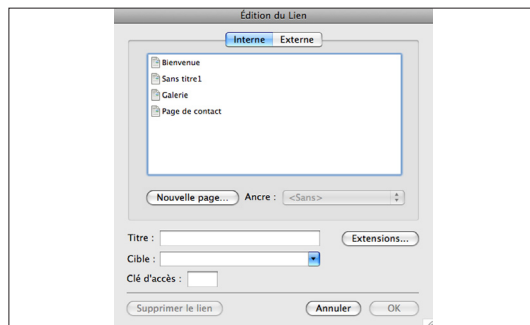 Édition du Lien
Interne Externe
Bienvenue
Sans titre1
Galerie
Page de contact
Nouvelle page... Ancre : <Sans>
Titre : Extensions...
Cible :
Clé d'accès :
Supprimer le lien Annuler OK